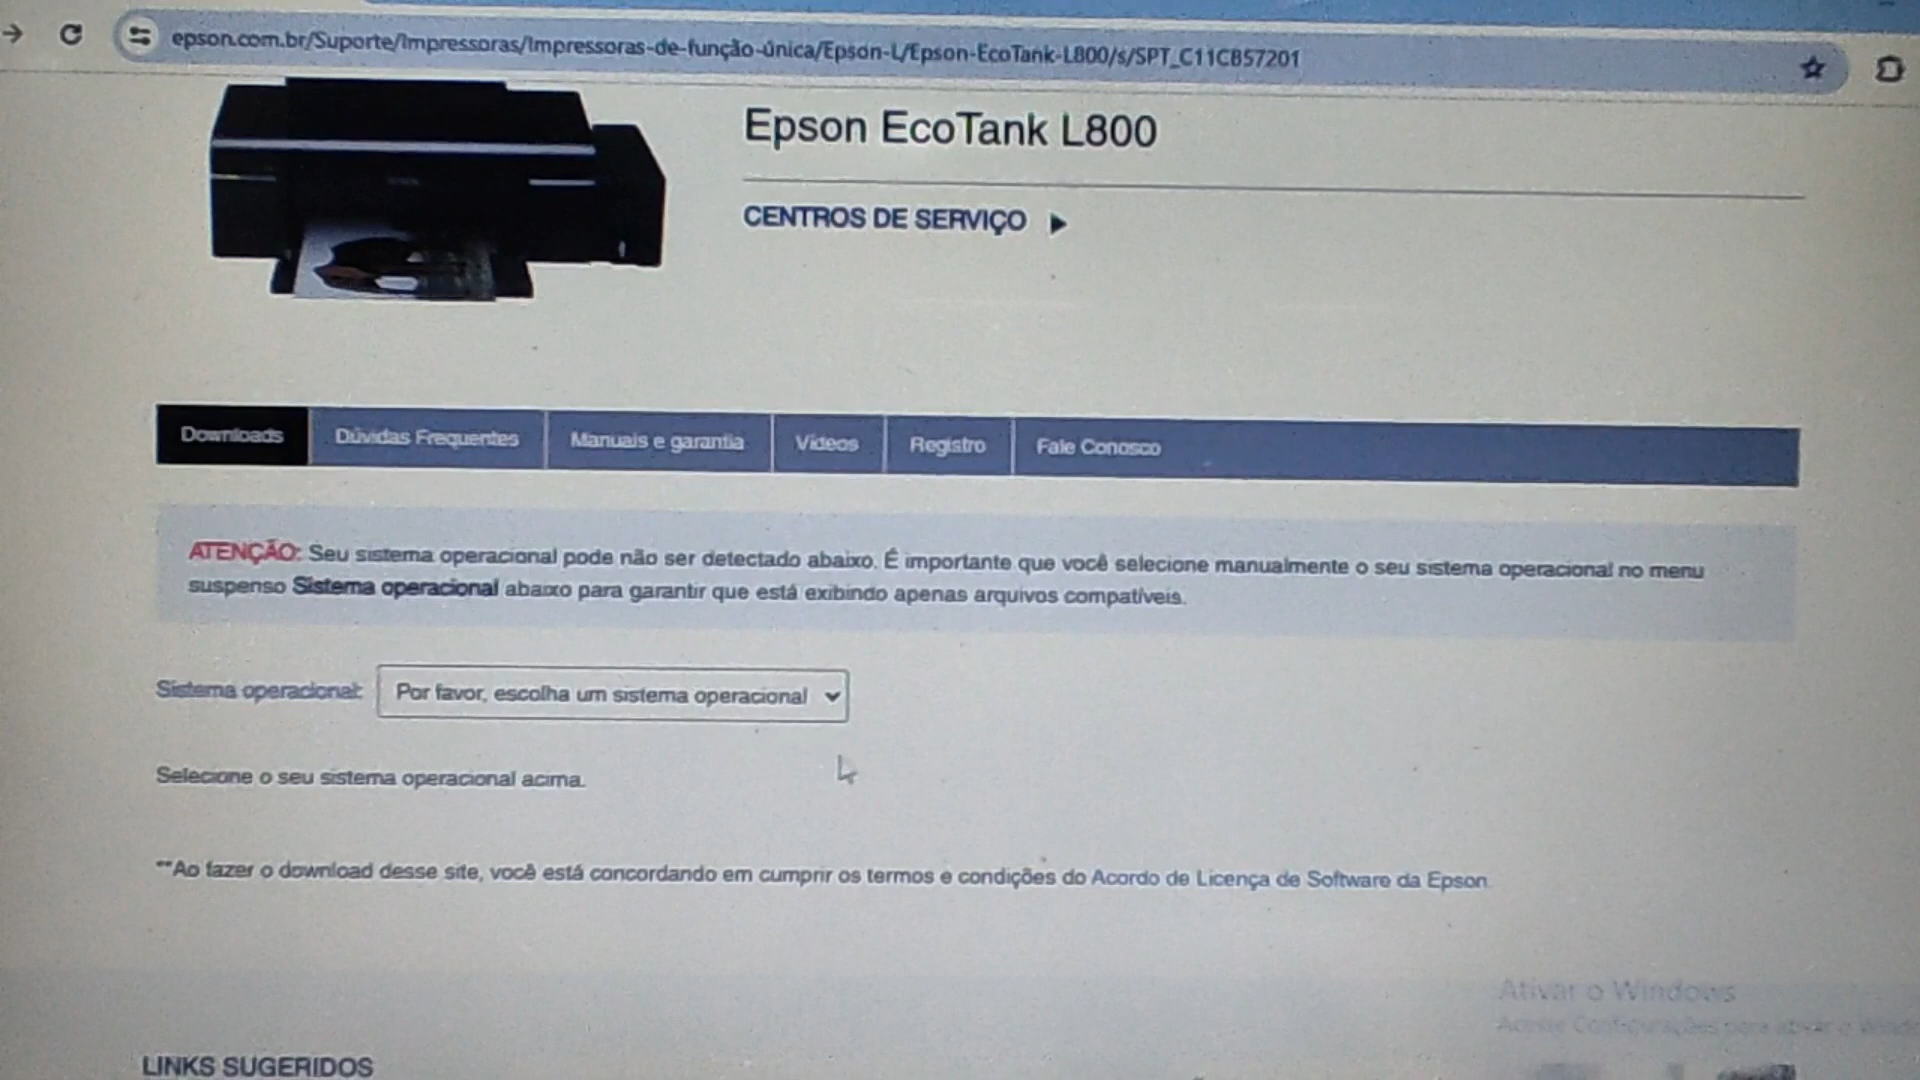 epson.com.br/Suporte/Impressoras/Impressoras-de-função-única/Epson-L/Epson-EcoTank-L800/s/SPT_C11CB57201
Epson EcoTank L800
CENTROS DE SERVIÇO
Downloads Dúvidas Frequentes Manuais e garantia Vídeos Registro Fale Conosco
ATENÇÃO: Seu sistema operacional pode não ser detectado abaixo. É importante que você selecione manualmente o seu sistema operacional no menu
suspenso Sistema operacional abaixo para garantir que está exibindo apenas arquivos compatíveis.
Sistema operacional: Por favor, escolha um sistema operacional
Selecione o seu sistema operacional acima.
**Ao fazer o download desse site, você está concordando em cumprir os termos e condições do Acordo de Licença de Software da Epson
Ativar o Windows
Acesse Configurações para ativar o
LINKS SUGERIDOS